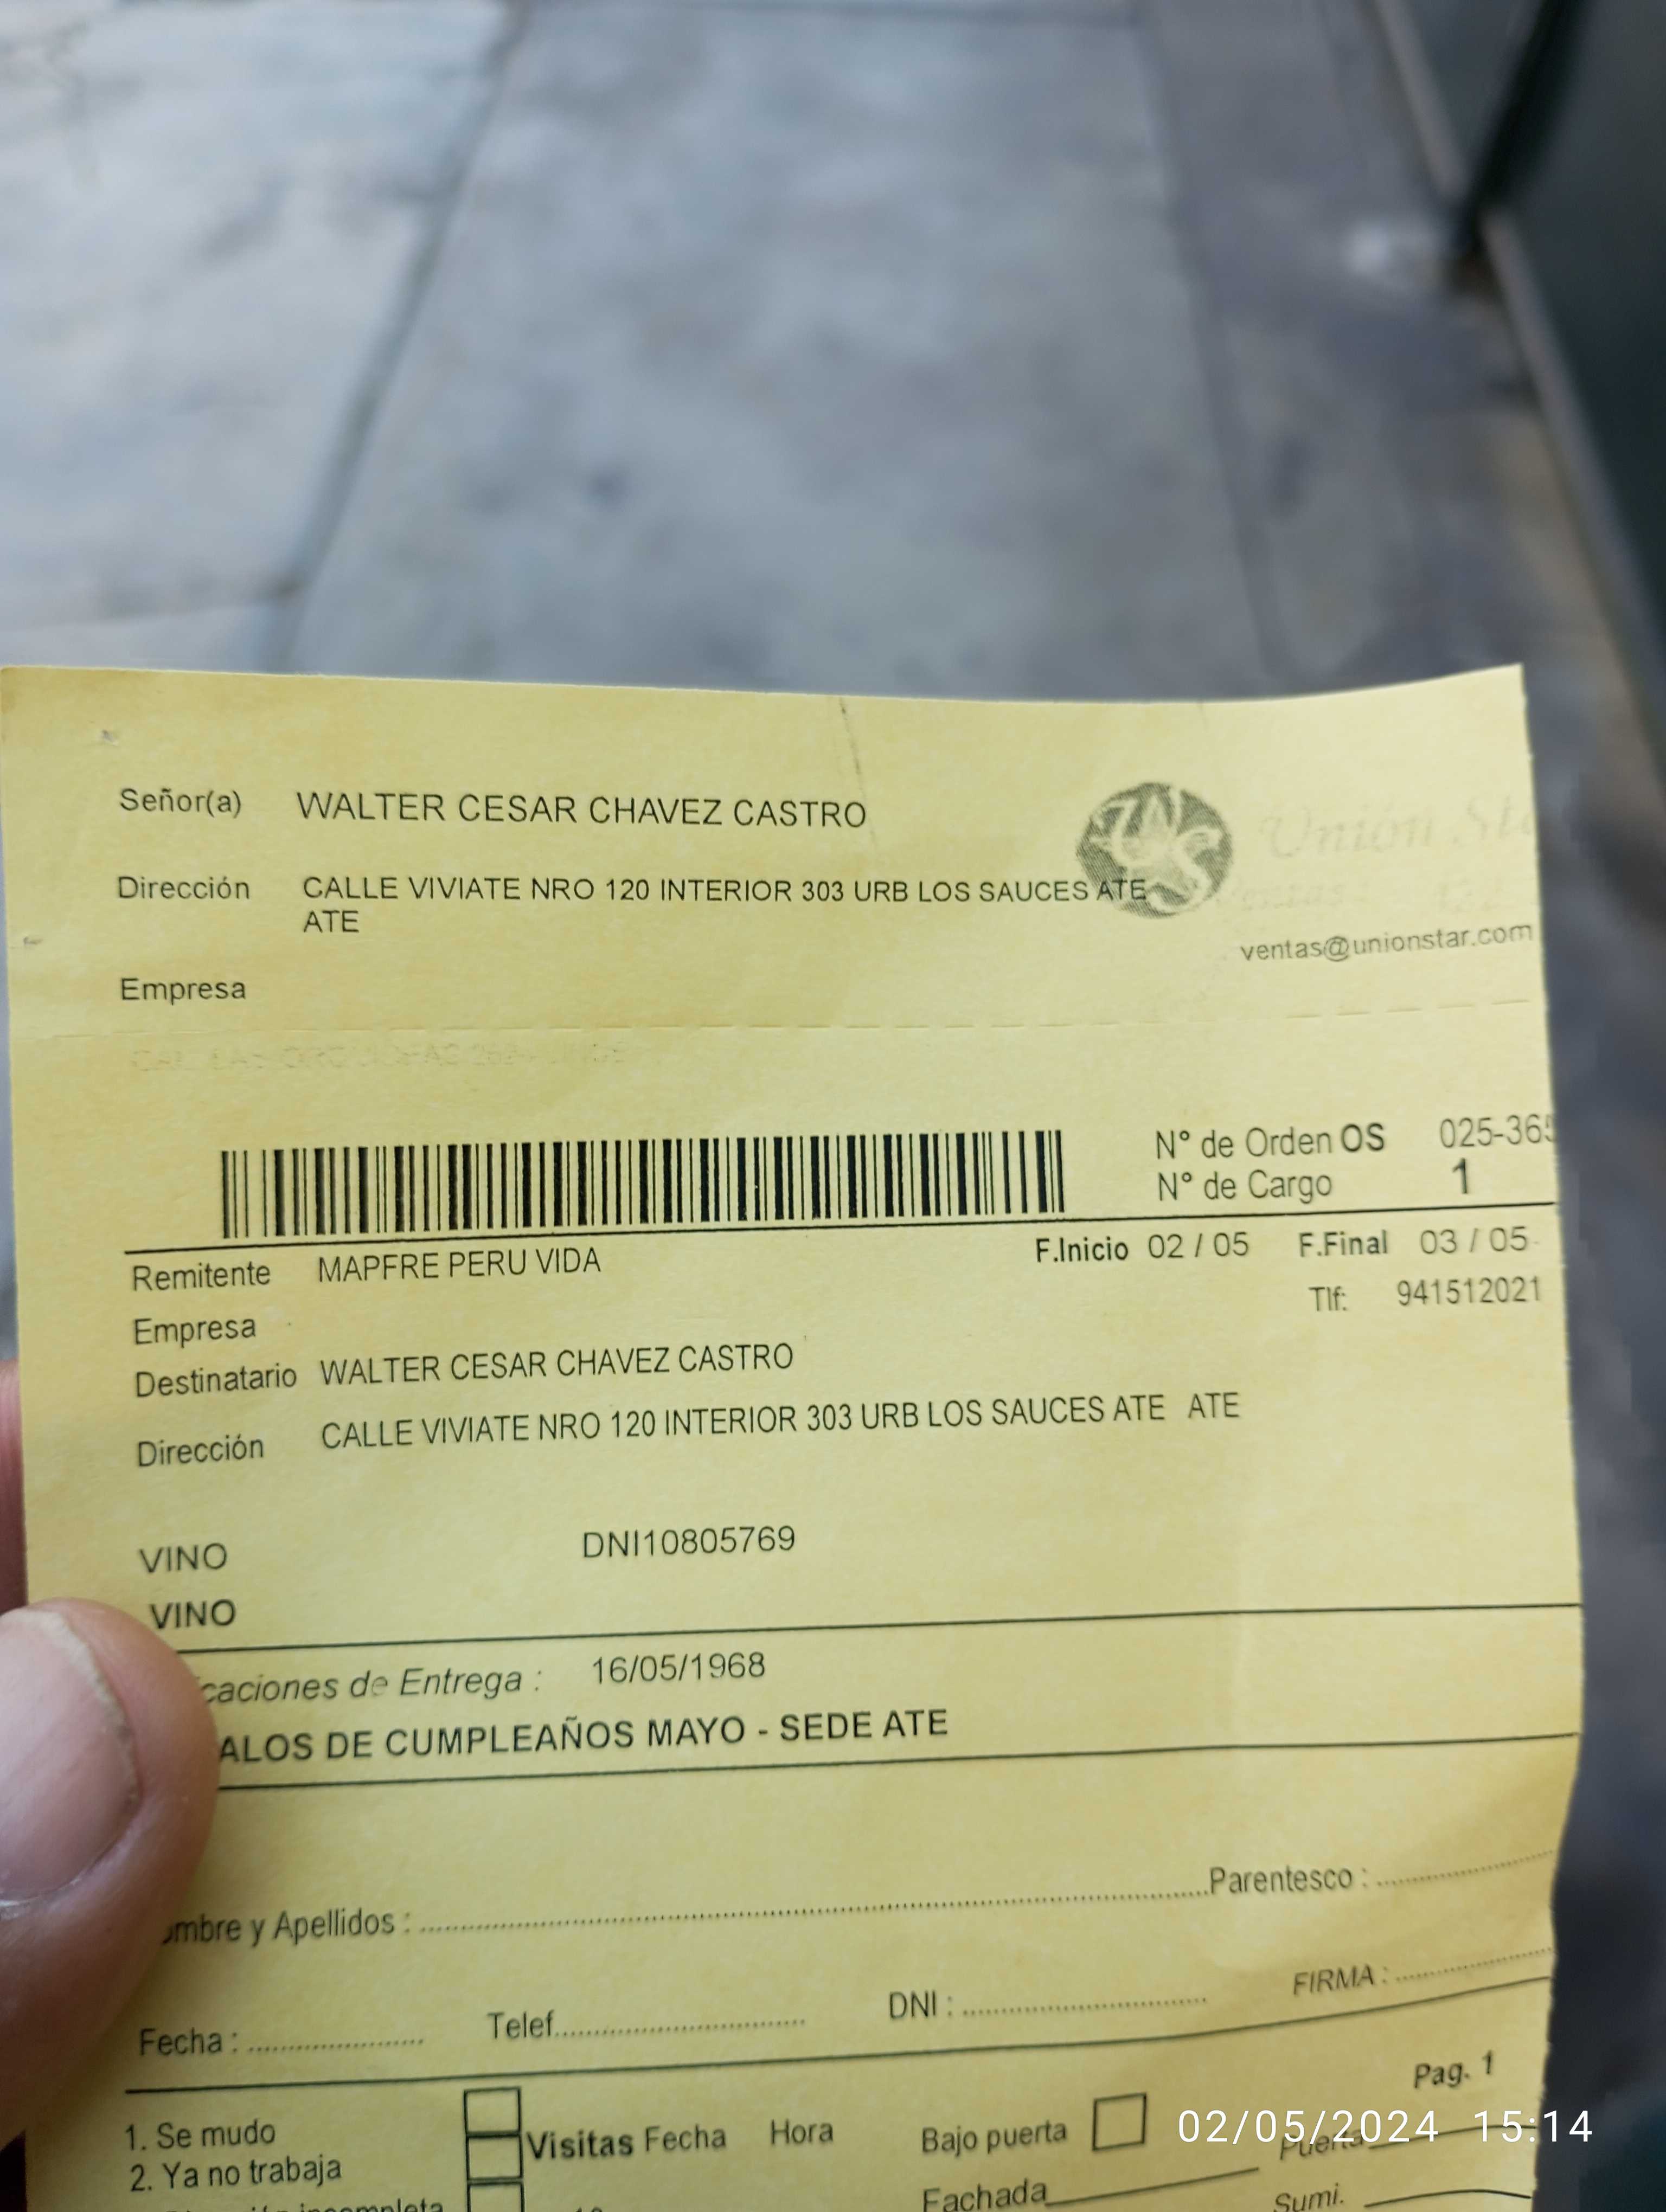 Señor(a) WALTER CESAR CHAVEZ CASTRO
Dirección CALLE VIVIATE NRO 120 INTERIOR 303 URB LOS SAUCES ATE
ATE
Union
ventas@unionstar.com
Empresa
N° de Orden OS 025-365
N° de Cargo 1
Remitente MAPFRE PERU VIDA F.Inicio 02 / 05 F.Final 03 / 05
Tlf: 941512021
Empresa
Destinatario WALTER CESAR CHAVEZ CASTRO
Dirección CALLE VIVIATE NRO 120 INTERIOR 303 URB LOS SAUCES ATE ATE
VINO DNI10805769
VINO
caciones de Entrega : 16/05/1968
ALOS DE CUMPLEAÑOS MAYO - SEDE ATE
ombre y Apellidos : Parentesco :
Fecha : Telef. DNI : FIRMA :
Pag. 1
1. Se mudo Visitas Fecha Hora Bajo puerta Puerta
2. Ya no trabaja
Fachada Sumi.
02/05/2024 15:14